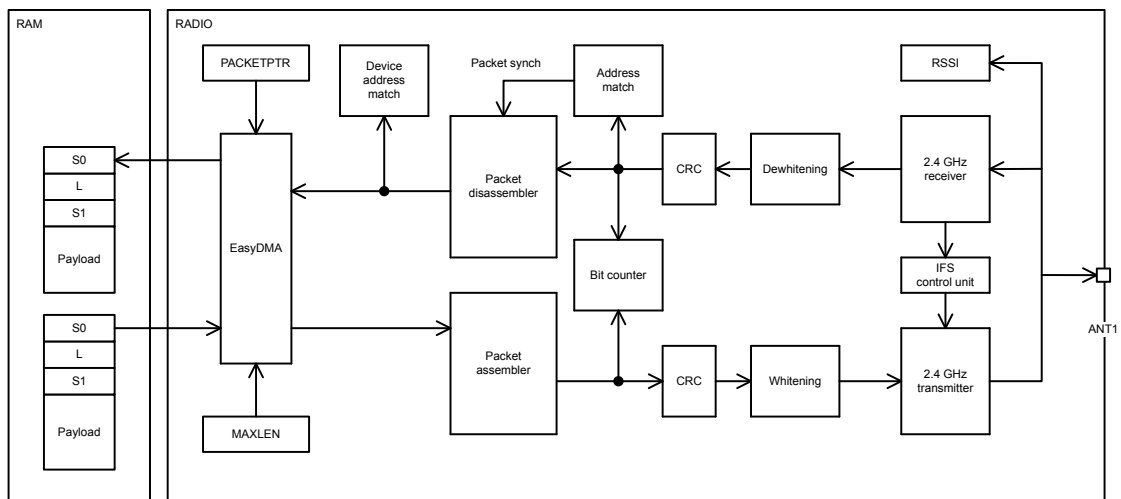 RAM
RADIO
PACKETPTR
Device
address
match
Packet synch
Address
match
RSSI
S0
L
S1
Payload
EasyDMA
Packet
disassembler
CRC
Dewhitening
2.4 GHz
receiver
Bit counter
IFS
control unit
ANT1
S0
L
S1
Payload
Packet
assembler
CRC
Whitening
2.4 GHz
transmitter
MAXLEN